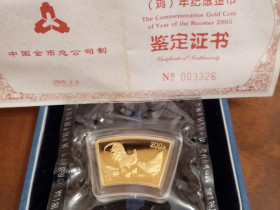 (鸡)年纪念金币
The Commemorative Gold Coin
of Year of the Rooster 2005
鉴定证书
Certificate of Authenticity
中国金币总公司制
№ 003326
200元